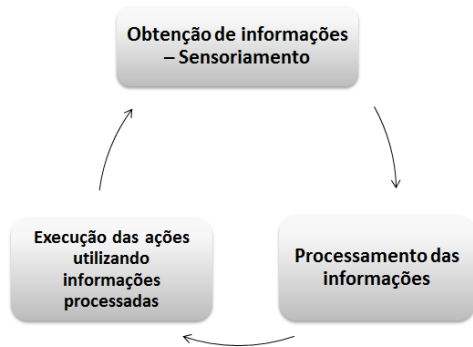 Obtenção de informações
– Sensoriamento
Execução das ações
utilizando
informações
processadas
Processamento das
informações